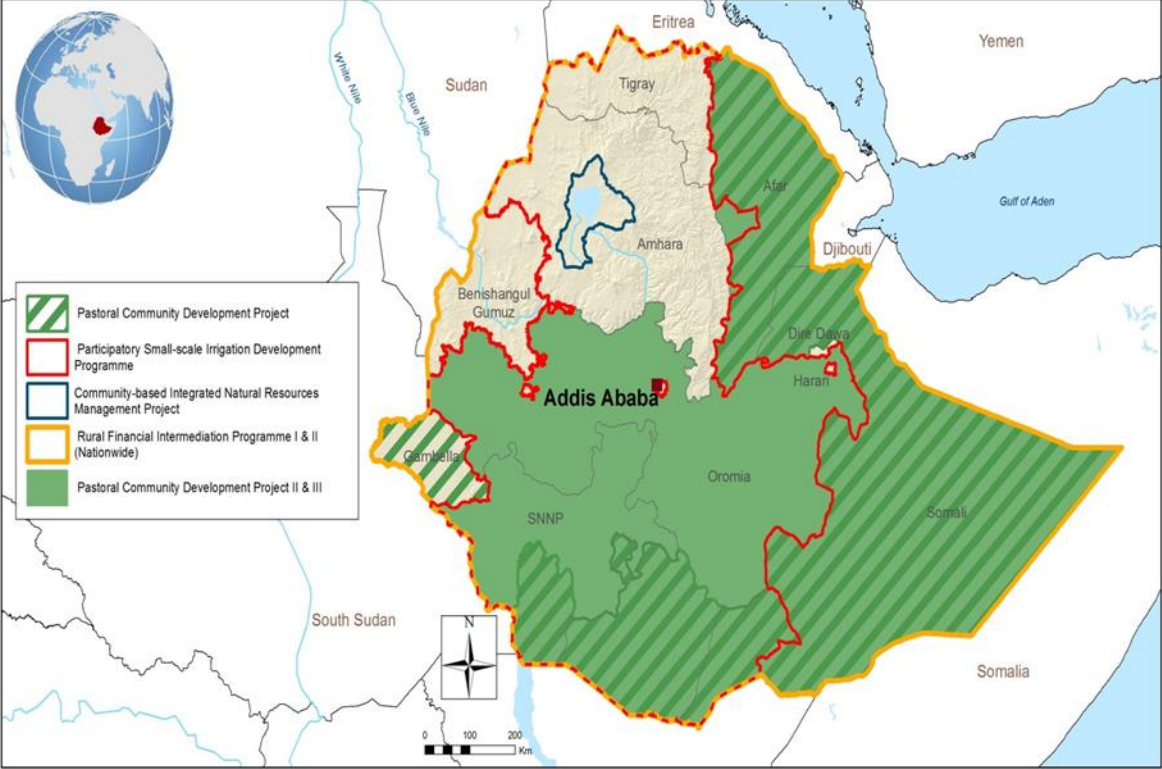 Eritrea
Yemen
Sudan
White Nile
Blue Nile
Tigray
Afar
Gulf of Aden
Amhara
Djibouti
Benishangul
Gumuz
Dire Dawa
Harari
Addis Ababa
Gambella
Oromia
SNNP
Somali
South Sudan
Somalia
Pastoral Community Development Project
Participatory Small-scale Irrigation Development
Programme
Community-based Integrated Natural Resources
Management Project
Rural Financial Intermediation Programme I & II
(Nationwide)
Pastoral Community Development Project II & III
N
0 100 200
Km